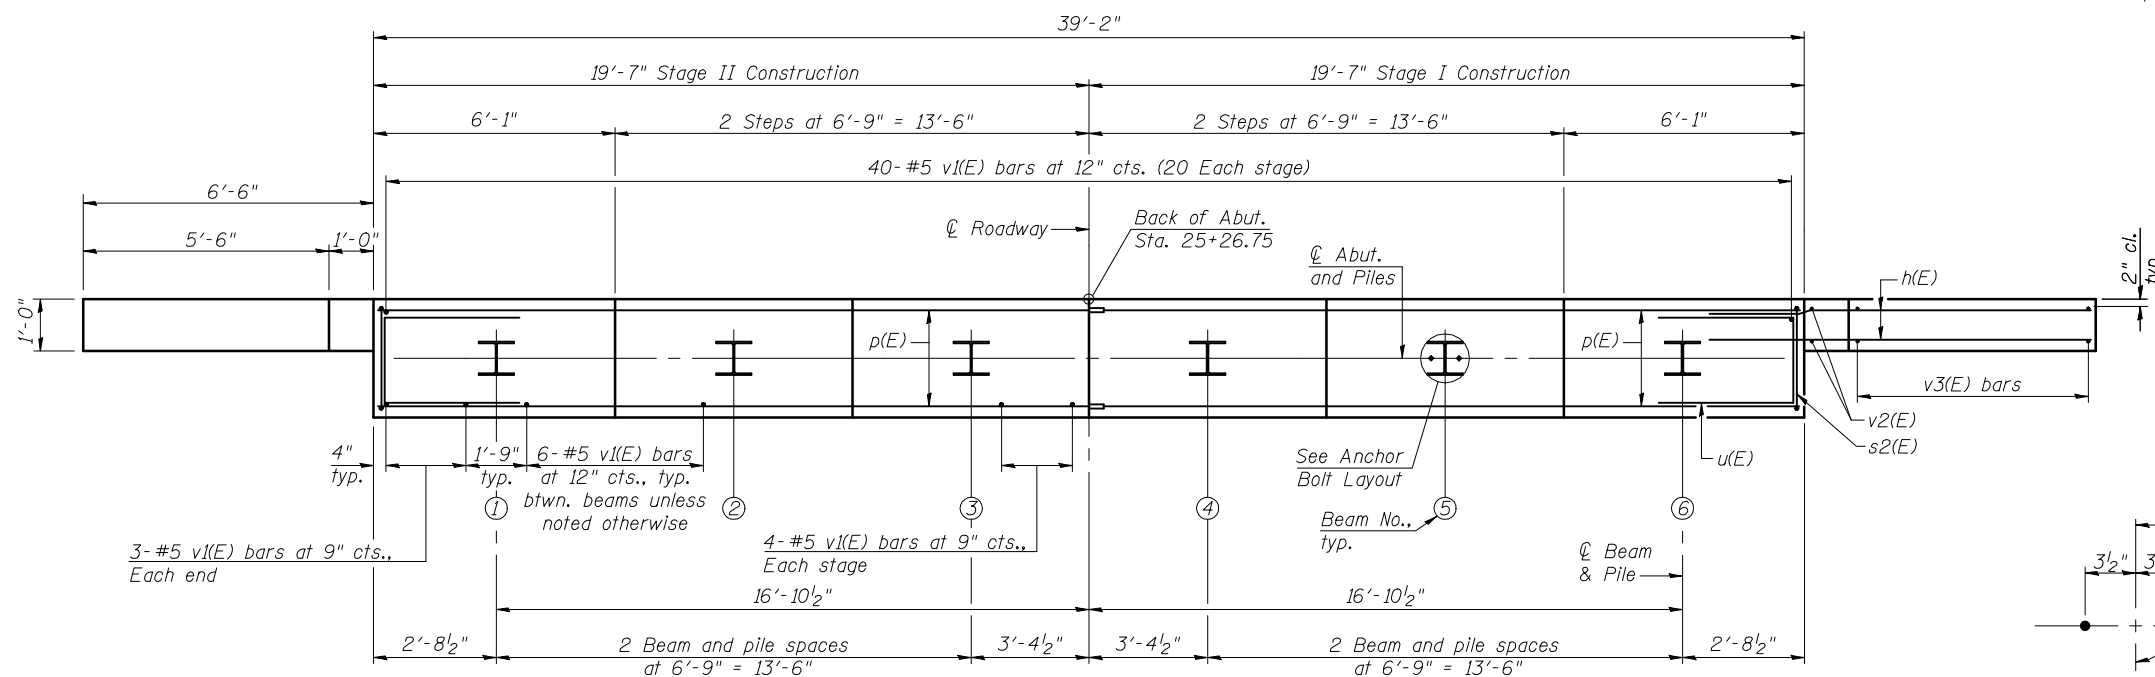 39'-2"
19'-7" Stage II Construction
19'-7" Stage I Construction
6'-1"
2 Steps at 6'-9" = 13'-6"
2 Steps at 6'-9" = 13'-6"
6'-1"
40-#5 v1(E) bars at 12" cts. (20 Each stage)
6'-6"
5'-6"
1'-0"
℄ Roadway
Back of Abut.
Sta. 25+26.75
℄ Abut.
and Piles
h(E)
2" cl.
typ.
1'-0"
p(E)
p(E)
v3(E) bars
v2(E)
s2(E)
u(E)
4"
typ.
1'-9"
typ.
6-#5 v1(E) bars
at 12" cts., typ.
btwn. beams unless
noted otherwise
See Anchor
Bolt Layout
1
2
3
4
5
6
Beam No.,
typ.
3-#5 v1(E) bars at 9" cts.,
Each end
4-#5 v1(E) bars at 9" cts.,
Each stage
℄ Beam
& Pile
3½"
16'-10½"
16'-10½"
2'-8½"
2 Beam and pile spaces
at 6'-9" = 13'-6"
3'-4½"
3'-4½"
2 Beam and pile spaces
at 6'-9" = 13'-6"
2'-8½"